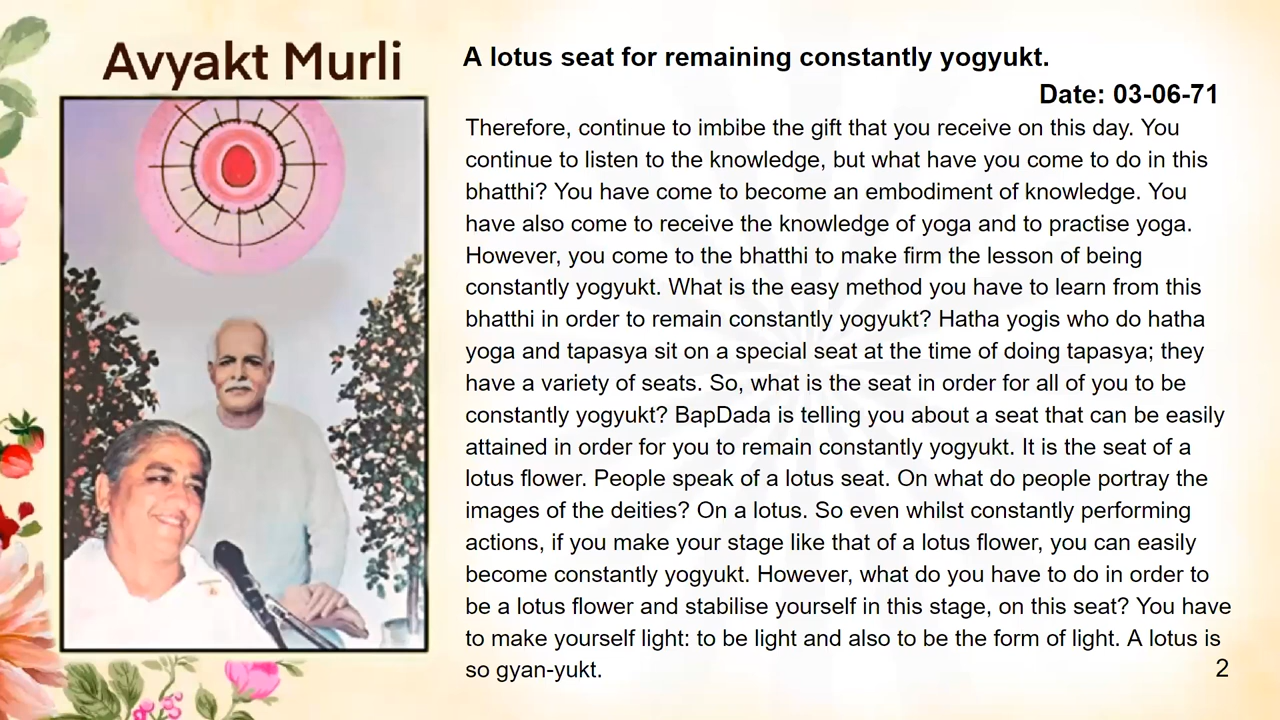 Avyakt Murli
A lotus seat for remaining constantly yogyukt.
Date: 03-06-71
Therefore, continue to imbibe the gift that you receive on this day. You
continue to listen to the knowledge, but what have you come to do in this
bhatthi? You have come to become an embodiment of knowledge. You
have also come to receive the knowledge of yoga and to practise yoga.
However, you come to the bhatthi to make firm the lesson of being
constantly yogyukt. What is the easy method you have to learn from this
bhatthi in order to remain constantly yogyukt? Hatha yogis who do hatha
yoga and tapasya sit on a special seat at the time of doing tapasya; they
have a variety of seats. So, what is the seat in order for all of you to be
constantly yogyukt? BapDada is telling you about a seat that can be easily
attained in order for you to remain constantly yogyukt. It is the seat of a
lotus flower. People speak of a lotus seat. On what do people portray the
images of the deities? On a lotus. So even whilst constantly performing
actions, if you make your stage like that of a lotus flower, you can easily
become constantly yogyukt. However, what do you have to do in order to
be a lotus flower and stabilise yourself in this stage, on this seat? You have
to make yourself light: to be light and also to be the form of light. A lotus is
so gyan-yukt.
2